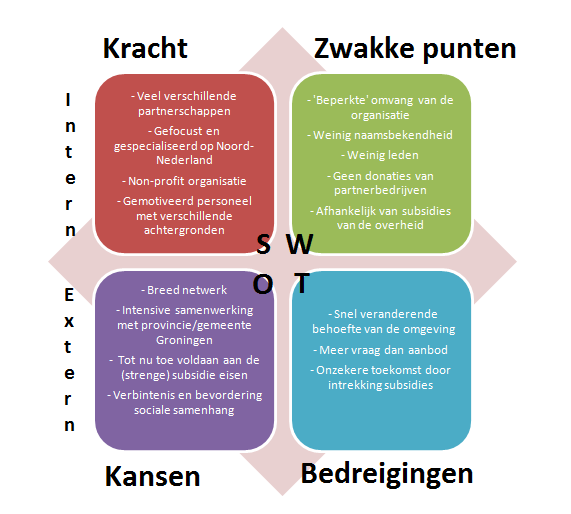 Kracht
Zwakke punten
Intern
- Veel verschillende
partnerschappen
- Gefocust en
gespecialiseerd op Noord-
Nederland
- Non-profit organisatie
- Gemotiveerd personeel
met verschillende
achtergronden
- 'Beperkte' omvang van de
organisatie
- Weinig naamsbekendheid
- Weinig leden
- Geen donaties van
partnerbedrijven
- Afhankelijk van subsidies
van de overheid
S W
O T
Extern
- Breed netwerk
- Intensive samenwerking
met provincie/gemeente
Groningen
- Tot nu toe voldaan aan de
(strenge) subsidie eisen
- Verbintenis en bevordering
sociale samenhang
- Snel veranderende
behoefte van de omgeving
- Meer vraag dan aanbod
- Onzekere toekomst door
intrekking subsidies
Kansen
Bedreigingen